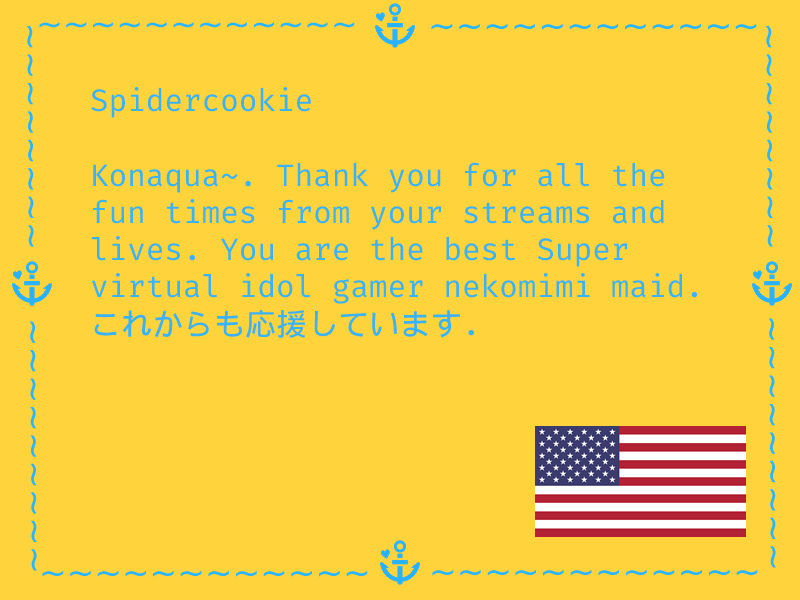 Spidercookie
Konaqua~. Thank you for all the
fun times from your streams and
lives. You are the best Super
virtual idol gamer nekomimi maid.
これからも応援しています.